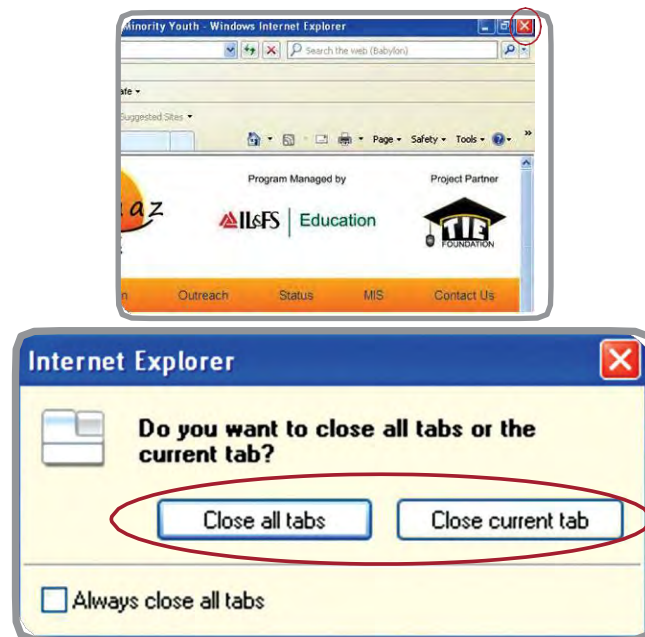 Minority Youth - Windows Internet Explorer
Search the web (Babylon)
afe
Suggested Sites
Page Safety Tools
Program Managed by Project Partner
az
IL&FS Education
TIE
FOUNDATION
n Outreach Status MIS Contact Us
Internet Explorer
Do you want to close all tabs or the
current tab?
Close all tabs Close current tab
Always close all tabs